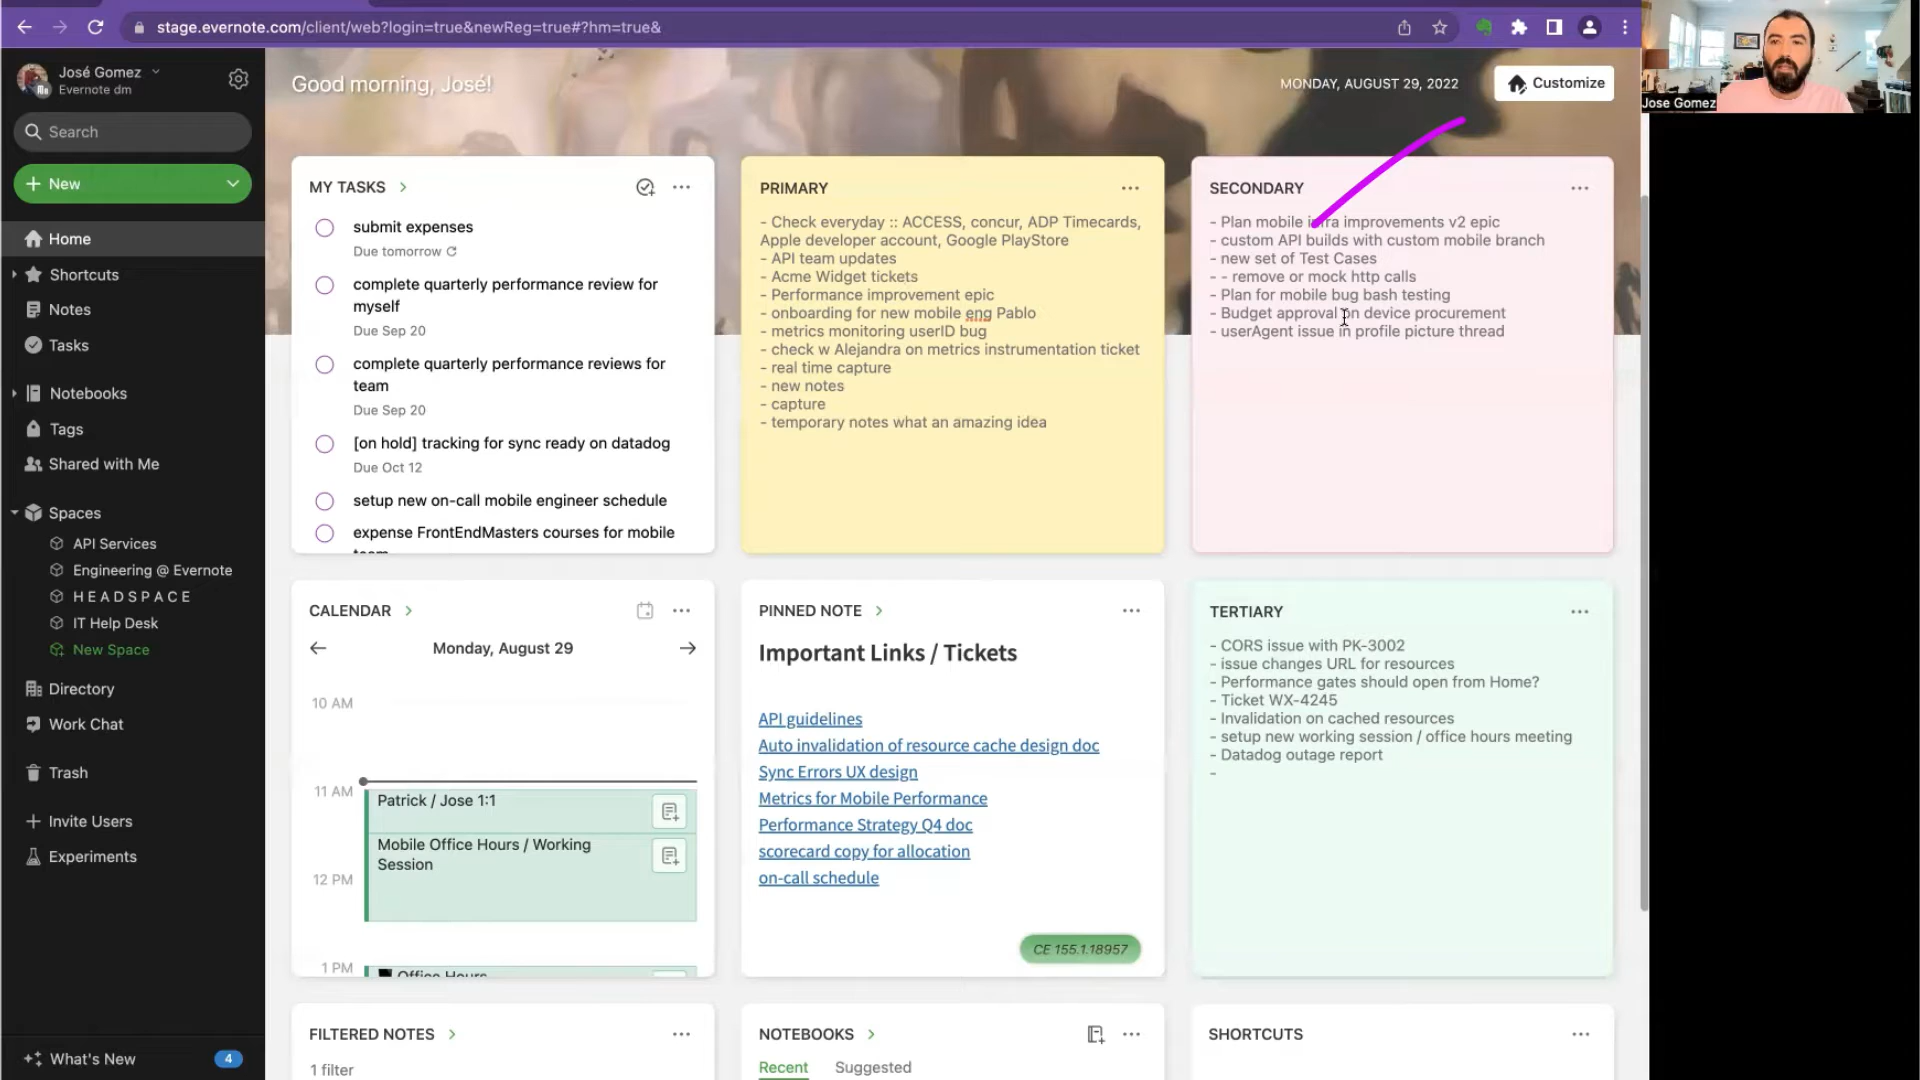 stage.evernote.com/client/web?login=true&newReg=true#?hm=true&
José Gomez
Evernote dm
Search
New
Home
Shortcuts
Notes
Tasks
Notebooks
Tags
Shared with Me
Spaces
API Services
Engineering @ Evernote
H E A D S P A C E
IT Help Desk
New Space
Directory
Work Chat
Trash
Invite Users
Experiments
What's New
4
Good morning, José!
MONDAY, AUGUST 29, 2022
Customize
Jose Gomez
MY TASKS
submit expenses
Due tomorrow
complete quarterly performance review for
myself
Due Sep 20
complete quarterly performance reviews for
team
Due Sep 20
[on hold] tracking for sync ready on datadog
Due Oct 12
setup new on-call mobile engineer schedule
expense FrontEndMasters courses for mobile
team
PRIMARY
- Check everyday :: ACCESS, concur, ADP Timecards,
Apple developer account, Google PlayStore
- API team updates
- Acme Widget tickets
- Performance improvement epic
- onboarding for new mobile eng Pablo
- metrics monitoring userID bug
- check w Alejandra on metrics instrumentation ticket
- real time capture
- new notes
- capture
- temporary notes what an amazing idea
SECONDARY
- Plan mobile infra improvements v2 epic
- custom API builds with custom mobile branch
- new set of Test Cases
- - remove or mock http calls
- Plan for mobile bug bash testing
- Budget approval on device procurement
- userAgent issue in profile picture thread
CALENDAR
Monday, August 29
10 AM
11 AM
Patrick / Jose 1:1
Mobile Office Hours / Working
Session
12 PM
1 PM
Office Hours
PINNED NOTE
Important Links / Tickets
API guidelines
Auto invalidation of resource cache design doc
Sync Errors UX design
Metrics for Mobile Performance
Performance Strategy Q4 doc
scorecard copy for allocation
on-call schedule
CE 155.1.18957
TERTIARY
- CORS issue with PK-3002
- issue changes URL for resources
- Performance gates should open from Home?
- Ticket WX-4245
- Invalidation on cached resources
- setup new working session / office hours meeting
- Datadog outage report
-
FILTERED NOTES
1 filter
NOTEBOOKS
Recent
Suggested
SHORTCUTS